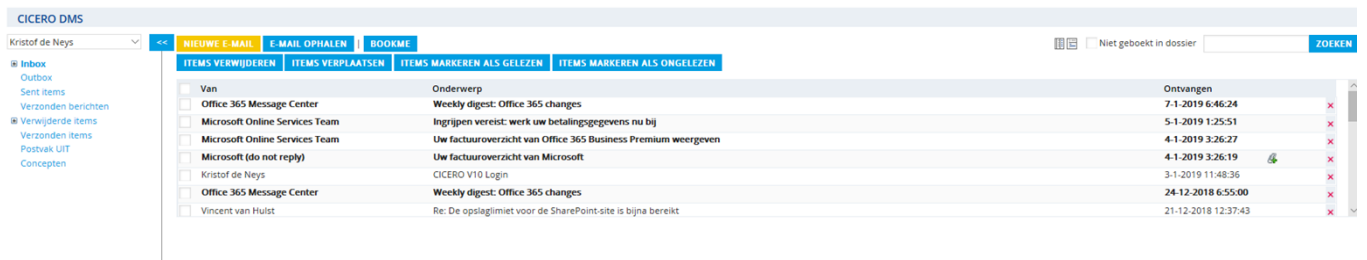 CICERO DMS
Kristof de Neys
<< NIEUWE E-MAIL E-MAIL OPHALEN | BOOKME
Niet geboekt in dossier ZOEKEN
ITEMS VERWIJDEREN ITEMS VERPLAATSEN ITEMS MARKEREN ALS GELEZEN ITEMS MARKEREN ALS ONGELEZEN
Inbox
Outbox
Sent items
Verzonden berichten
Verwijderde items
Verzonden items
Postvak UIT
Concepten
Van Onderwerp Ontvangen
Office 365 Message Center Weekly digest: Office 365 changes 7-1-2019 6:46:24
Microsoft Online Services Team Ingrijpen vereist: werk uw betalingsgegevens nu bij 5-1-2019 1:25:51
Microsoft Online Services Team Uw factuuroverzicht van Office 365 Business Premium weergeven 4-1-2019 3:26:27
Microsoft (do not reply) Uw factuuroverzicht van Microsoft 4-1-2019 3:26:19
Kristof de Neys CICERO V10 Login 3-1-2019 11:48:36
Office 365 Message Center Weekly digest: Office 365 changes 24-12-2018 6:55:00
Vincent van Hulst Re: De opslaglimiet voor de SharePoint-site is bijna bereikt 21-12-2018 12:37:43